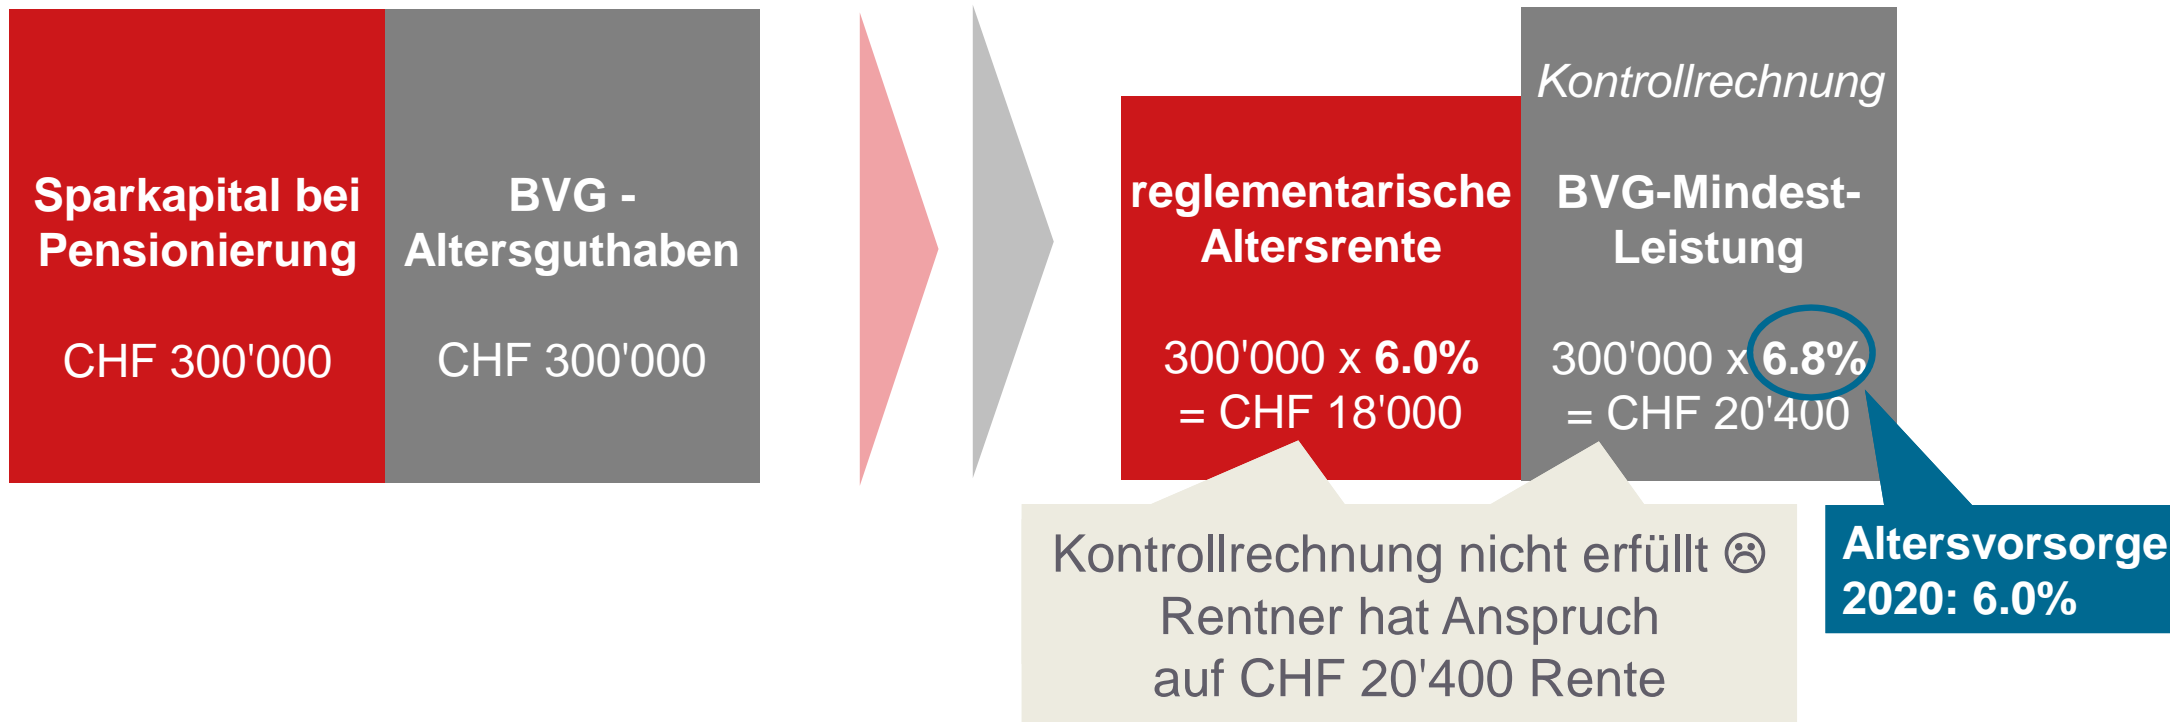 Sparkapital bei
Pensionierung
CHF 300'000
BVG -
Altersguthaben
CHF 300'000
reglementarische
Altersrente
300'000 x 6.0%
= CHF 18'000
Kontrollrechnung
BVG-Mindest-
Leistung
300'000 x 6.8%
= CHF 20'400
Kontrollrechnung nicht erfüllt ☹
Rentner hat Anspruch
auf CHF 20'400 Rente
Altersvorsorge
2020: 6.0%